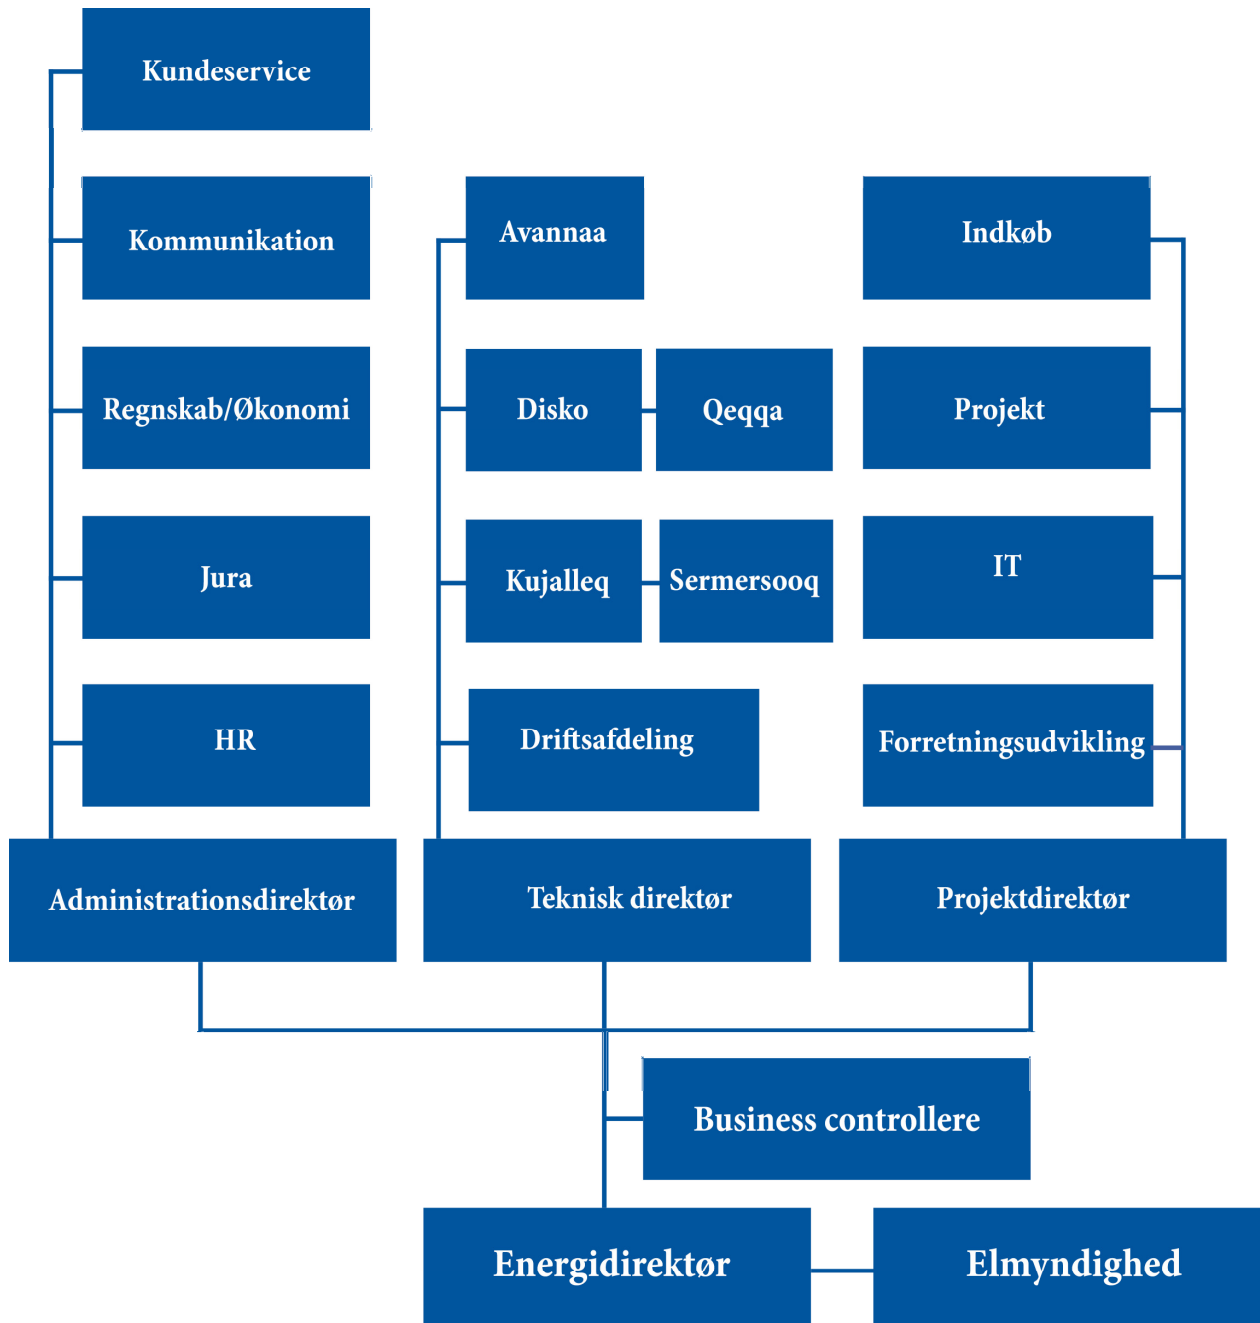 Kundeservice
Kommunikation
Avannaa
Indkøb
Regnskab/Økonomi
Disko
Qeqqa
Projekt
Jura
Kujalleq
Sermersooq
IT
HR
Driftsafdeling
Forretningsudvikling
Administrationsdirektør
Teknisk direktør
Projektdirektør
Business controllere
Energidirektør
Elmyndighed